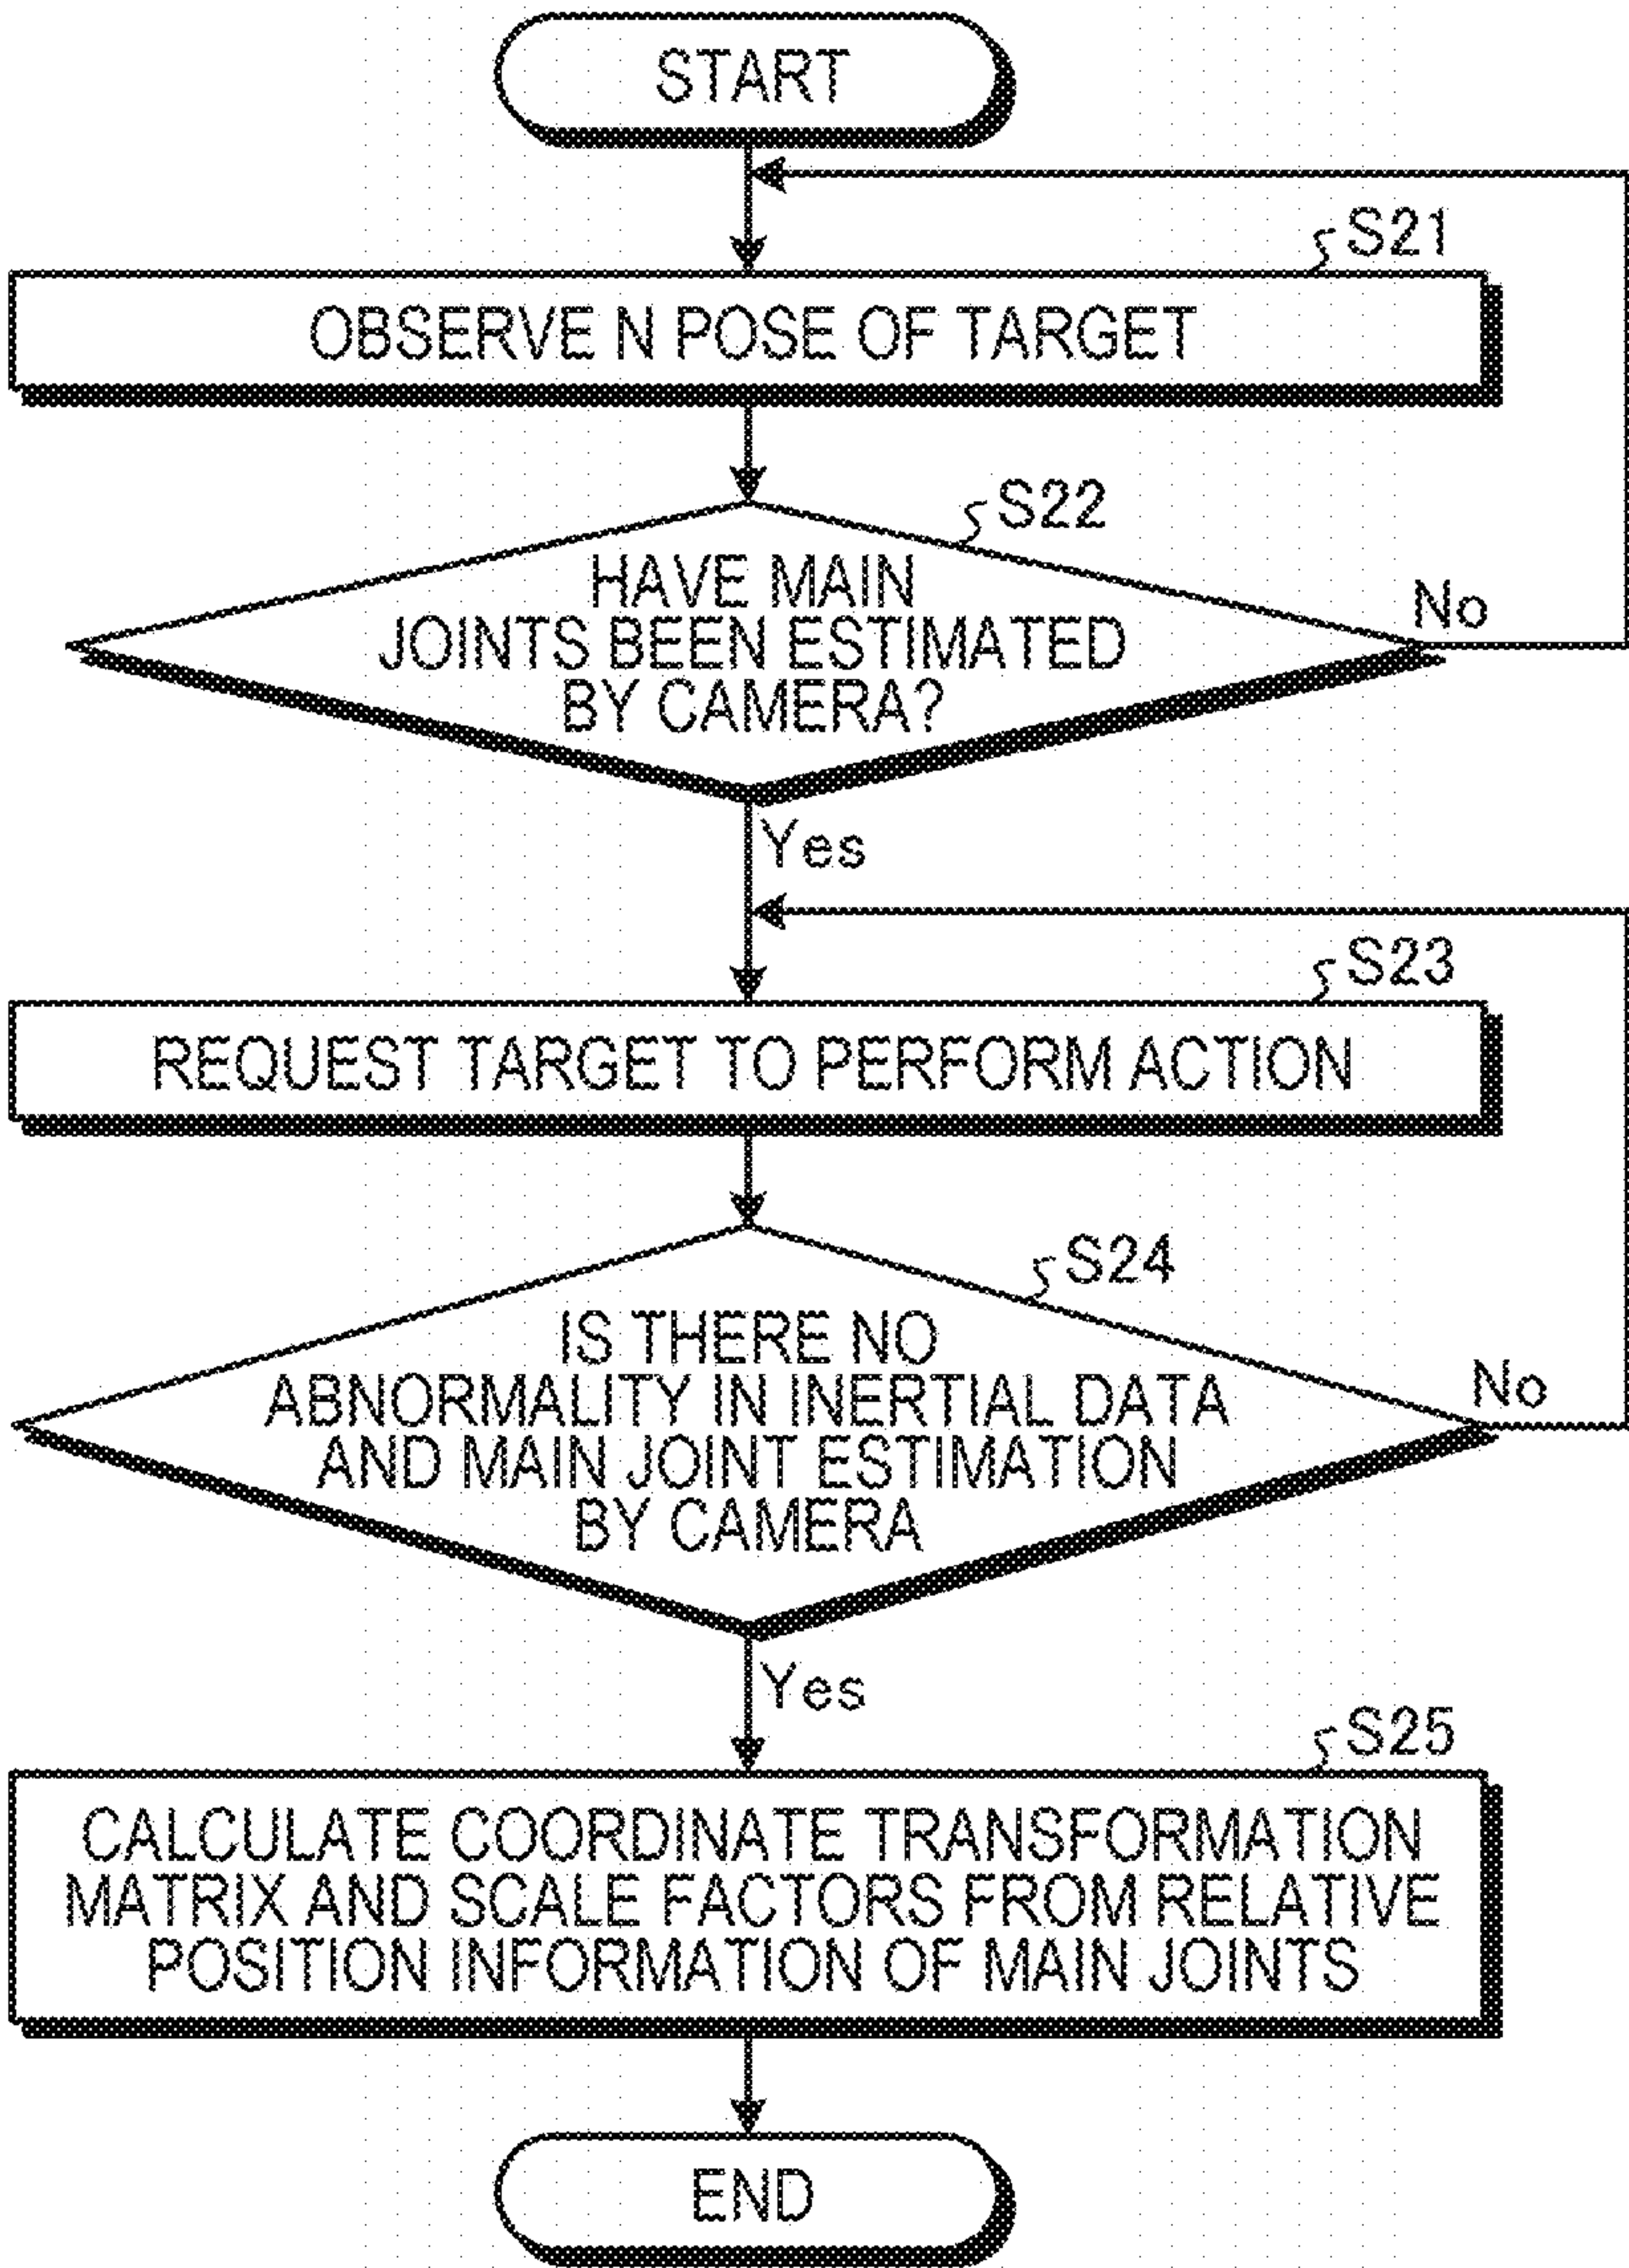 START
S21
OBSERVE N POSE OF TARGET
S22
HAVE MAIN
JOINTS BEEN ESTIMATED
BY CAMERA?
No
Yes
S23
REQUEST TARGET TO PERFORM ACTION
S24
IS THERE NO
ABNORMALITY IN INERTIAL DATA
AND MAIN JOINT ESTIMATION
BY CAMERA
No
Yes
S25
CALCULATE COORDINATE TRANSFORMATION
MATRIX AND SCALE FACTORS FROM RELATIVE
POSITION INFORMATION OF MAIN JOINTS
END